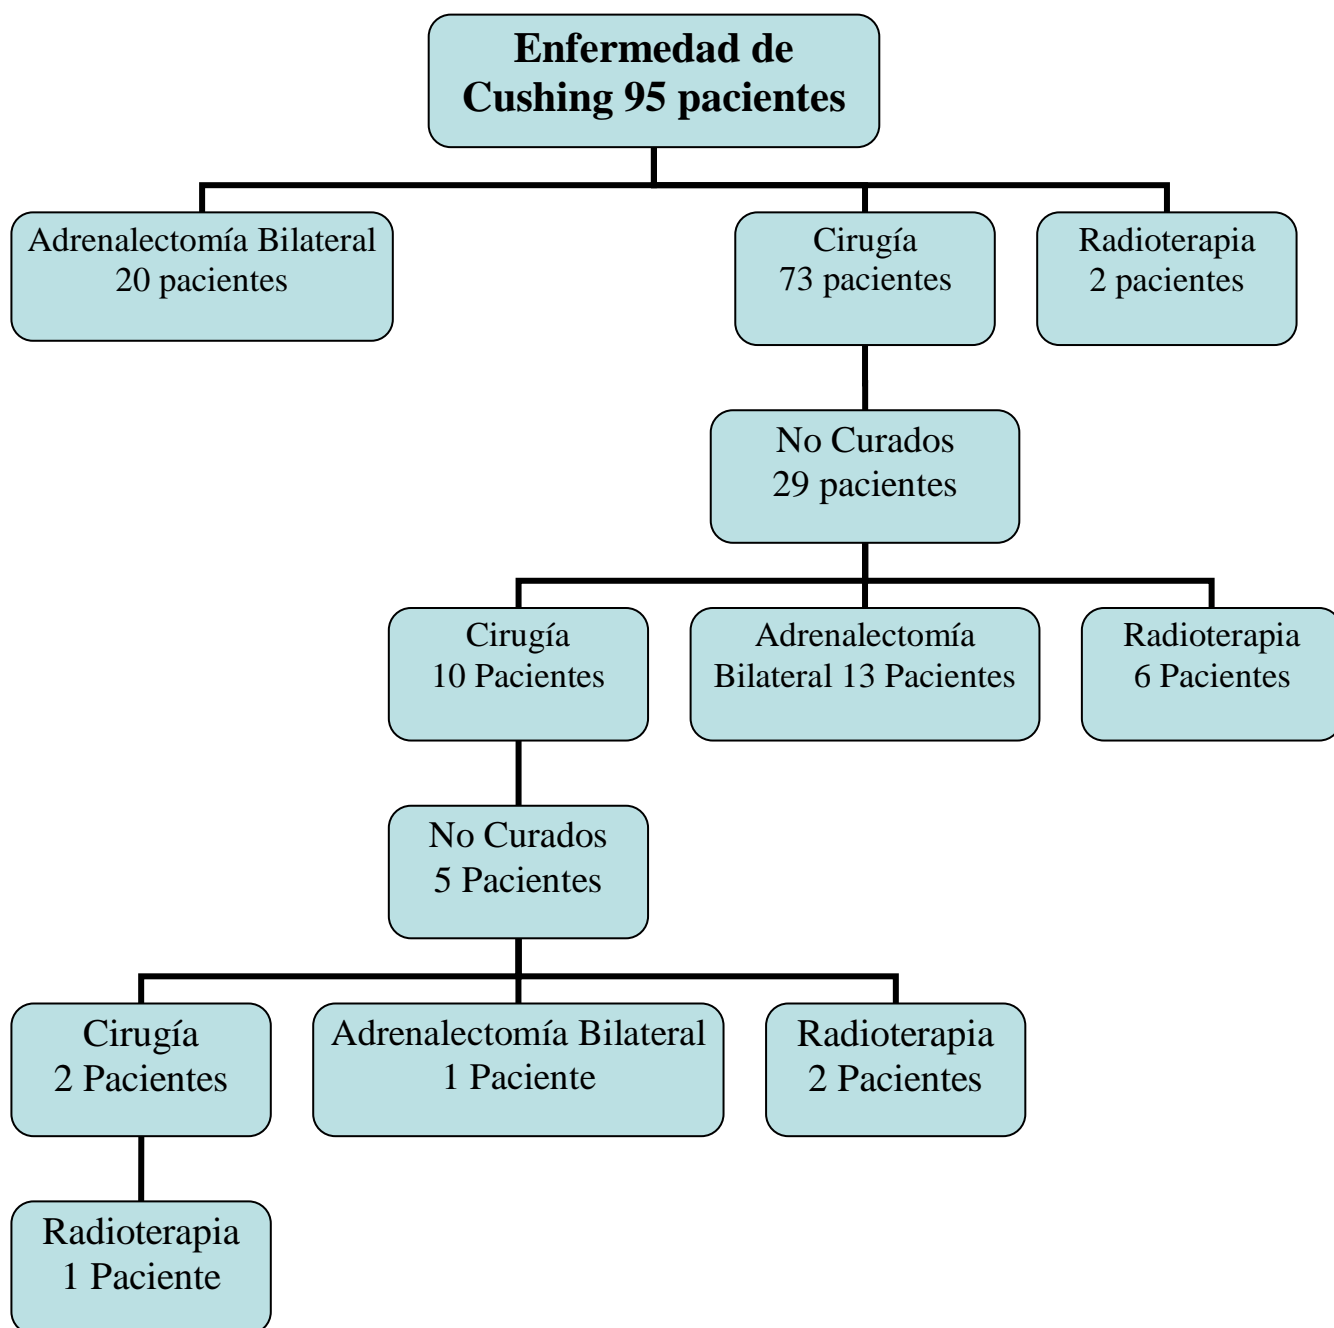 Enfermedad de
Cushing 95 pacientes
Adrenalectomía Bilateral
20 pacientes
Cirugía
73 pacientes
Radioterapia
2 pacientes
No Curados
29 pacientes
Cirugía
10 Pacientes
Adrenalectomía
Bilateral 13 Pacientes
Radioterapia
6 Pacientes
No Curados
5 Pacientes
Cirugía
2 Pacientes
Adrenalectomía Bilateral
1 Paciente
Radioterapia
2 Pacientes
Radioterapia
1 Paciente